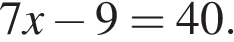 7x − 9 = 40.